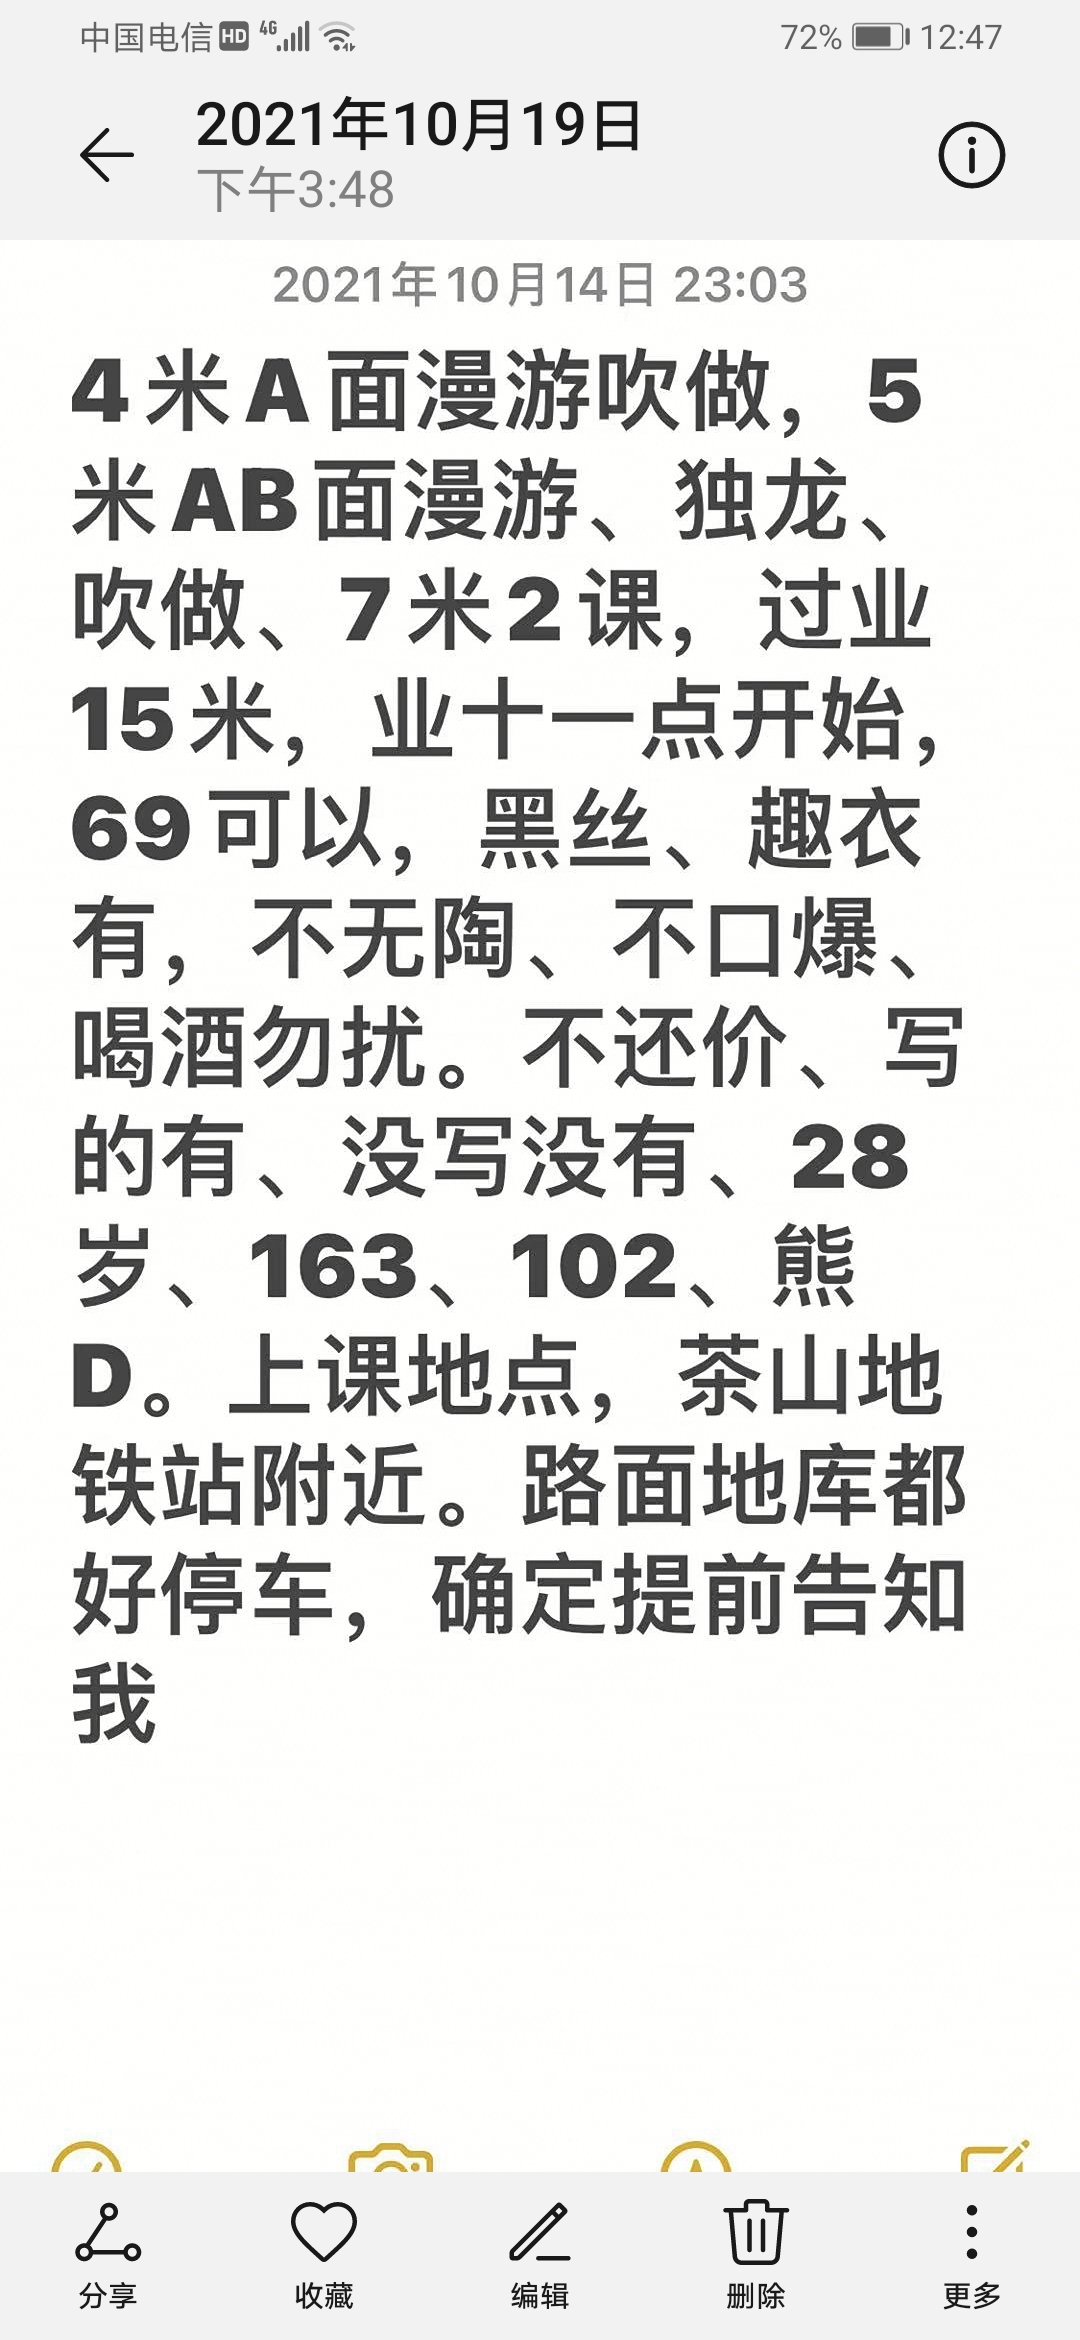 中国电信 HD 4G 72% 12:47
2021年10月19日
下午3:48
2021年10月14日 23:03
4米A面漫游吹做，5
米AB面漫游、独龙、
吹做、7米2课，过业
15米，业十一点开始，
69可以，黑丝、趣衣
有，不无陶、不口爆、
喝酒勿扰。不还价、写
的有、没写没有、28
岁、163、102、熊
D。上课地点，茶山地
铁站附近。路面地库都
好停车，确定提前告知
我
分享 收藏 编辑 删除 更多